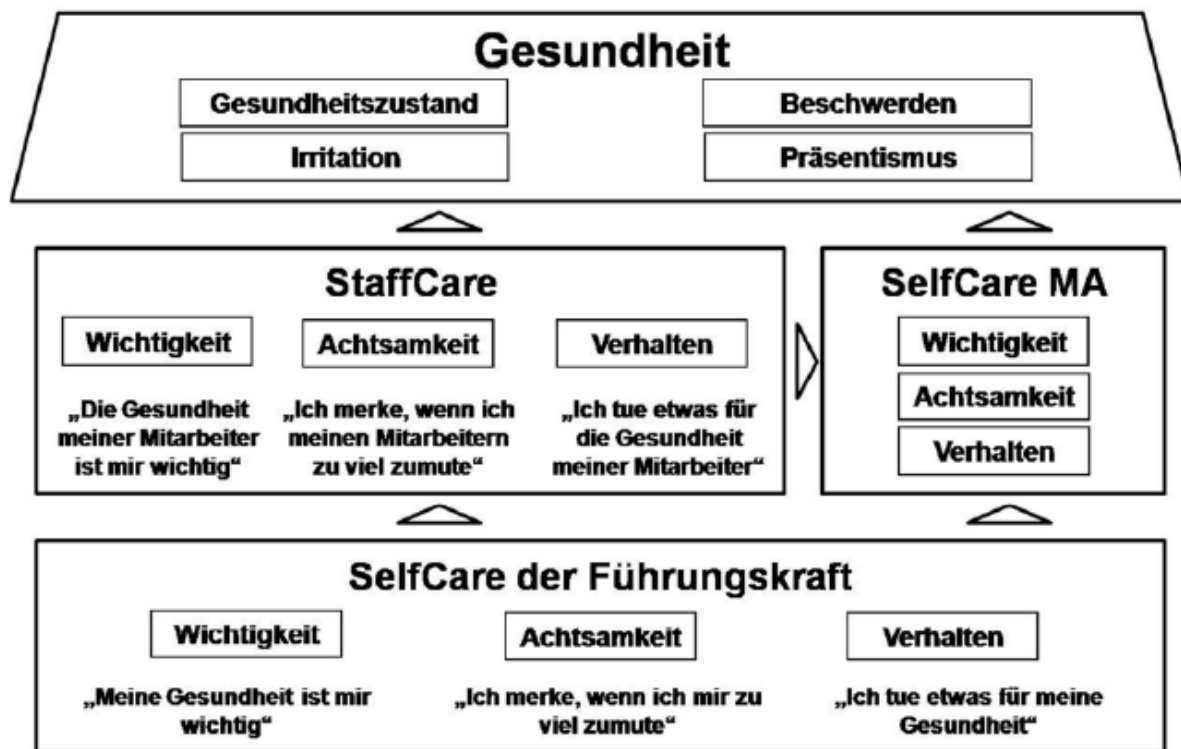 Gesundheit
Gesundheitszustand
Beschwerden
Irritation
Präsentismus
StaffCare
Wichtigkeit
Achtsamkeit
Verhalten
„Die Gesundheit
meiner Mitarbeiter
ist mir wichtig“
„Ich merke, wenn ich
meinen Mitarbeitern
zu viel zumute“
„Ich tue etwas für
die Gesundheit
meiner Mitarbeiter“
SelfCare MA
Wichtigkeit
Achtsamkeit
Verhalten
SelfCare der Führungskraft
Wichtigkeit
Achtsamkeit
Verhalten
„Meine Gesundheit ist mir
wichtig“
„Ich merke, wenn ich mir zu
viel zumute“
„Ich tue etwas für meine
Gesundheit“